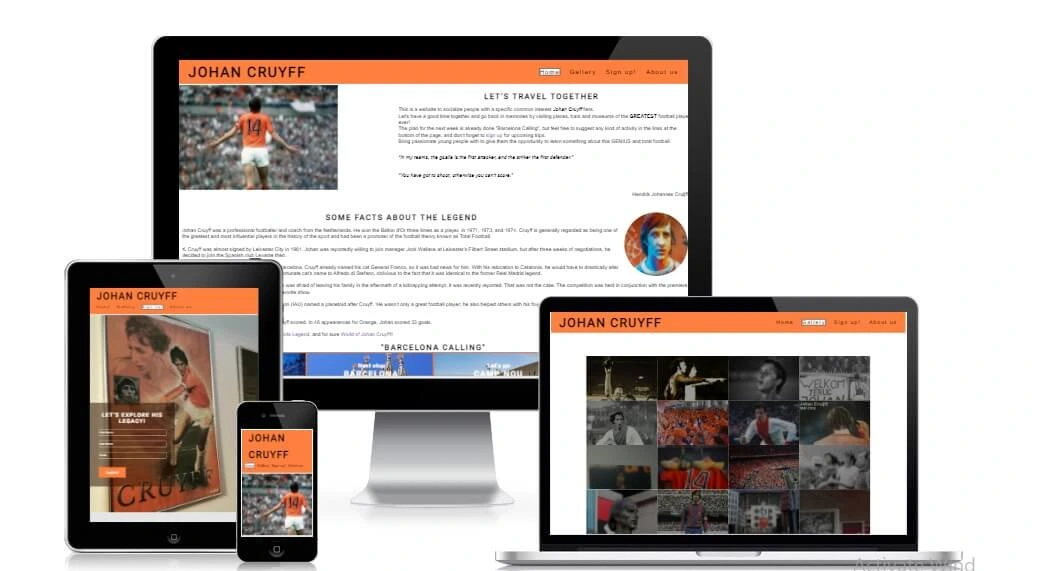 JOHAN CRUYFF
Home Gallery Sign up! About us
LET'S TRAVEL TOGETHER
This is a website to socialize people with a specific common interest Johan Cruyff fans.
Let's have a good time together and go back in memories by visiting places, bars and museums of the GREATEST football player
ever!
The plan for the next week is already done "Barcelona Calling", but feel free to suggest any kind of activity in the links at the
bottom of the page, and don't forget to sign up for upcoming trips.
Bring passionate young people with to give them the opportunity to learn something about this GENIUS and total football.
"In my teams, the goalie is the first attacker, and the striker the first defender."
"You have got to shoot, otherwise you can't score."
Hendrik Johannes Cruijff
SOME FACTS ABOUT THE LEGEND
Johan Cruyff was a professional footballer and coach from the Netherlands. He won the Ballon d'Or three times as a player, in 1971, 1973, and 1974. Cruyff is generally regarded as being one of
the greatest and most influential players in the history of the sport and had been a proposer of the football theory known as Total Football.
Cruyff was almost signed by Leicester City in 1981. Johan was reportedly willing to join manager Jock Wallace at Leicester's Filbert Street stadium, but after three weeks of negotiations, he
decided to join the Spanish club Levante then.
Cruyff already named his cat General Franco, so it was bad news for him. With his relocation to Catalonia, he would have to drastically alter
cat's name to Alfredo di Stefano, oblivious to the fact that it was identical to the former Real Madrid legend.
was afraid of leaving his family in the aftermath of a kidnapping attempt, it was reportedly rumored. That was not the case. The competition was held in conjunction with the premiere
(IAU) named a planetoid after Cruyff. He wasn't only a great football player, he also helped others with his
scored. In 48 appearances for Orange, Johan scored 33 goals.
Legend, and for sure World of Johan Cruyff!
"BARCELONA CALLING"
Next stop
BARCELONA
Let's go
CAMP NOU
JOHAN CRUYFF
Home Gallery Sign up! About us
LET'S EXPLORE HIS
LEGACY!
CRUYFF
JOHAN
CRUYFF
JOHAN CRUYFF
Home Gallery Sign up! About us
WELKOM
JOHAN
14